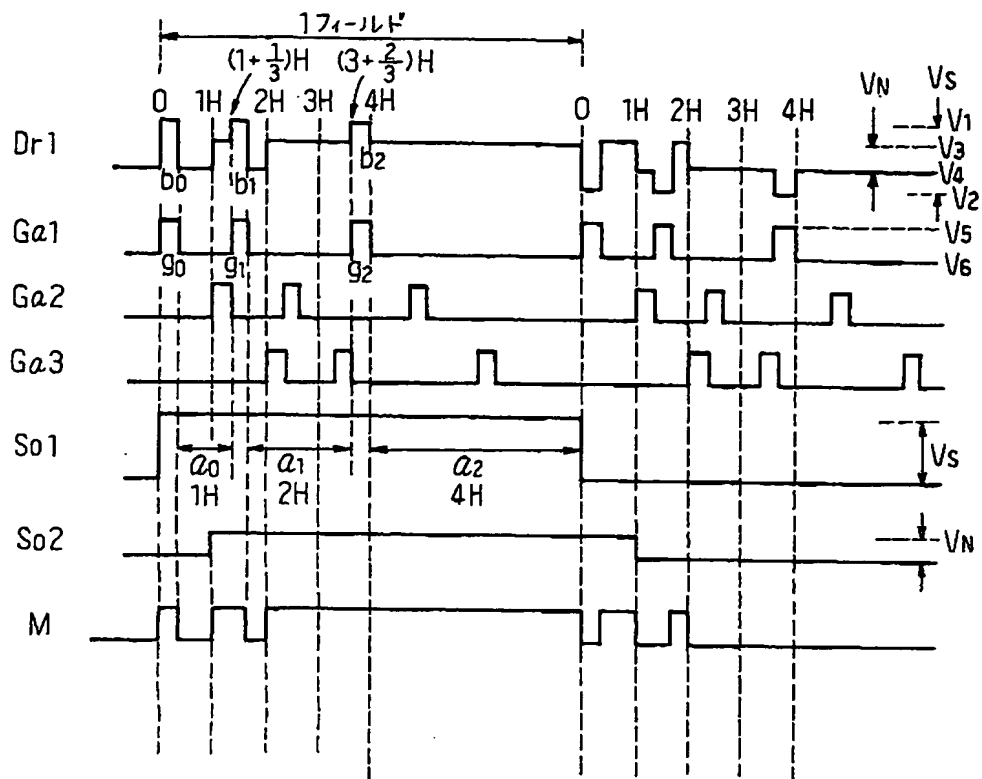 1フィールド
(1+1/3)H (3+2/3)H
0 1H 2H 3H 4H 0 1H 2H 3H 4H
VN VS
Dr1
b0 b1 b2
V1
V3
V4
V2
Ga1
g0 g1 g2
V5
V6
Ga2
Ga3
So1
a0 a1 a2
1H 2H 4H
VS
So2
VN
M